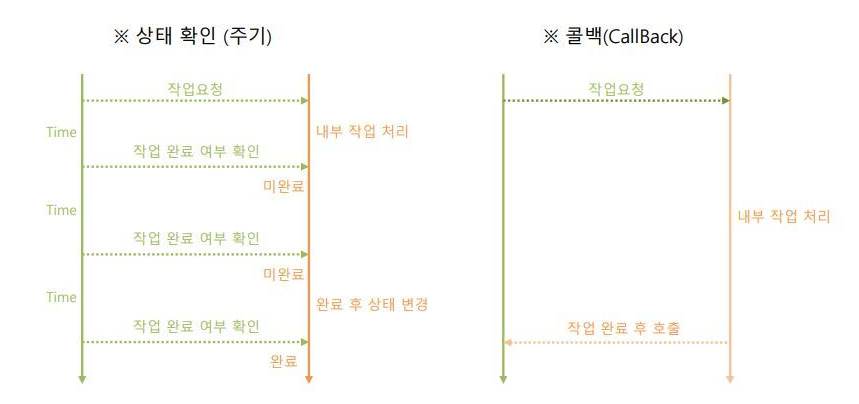 ※ 상태 확인 (주기)
작업요청
Time
내부 작업 처리
작업 완료 여부 확인
미완료
Time
작업 완료 여부 확인
미완료
Time
완료 후 상태 변경
작업 완료 여부 확인
완료
※ 콜백(CallBack)
작업요청
내부 작업 처리
작업 완료 후 호출